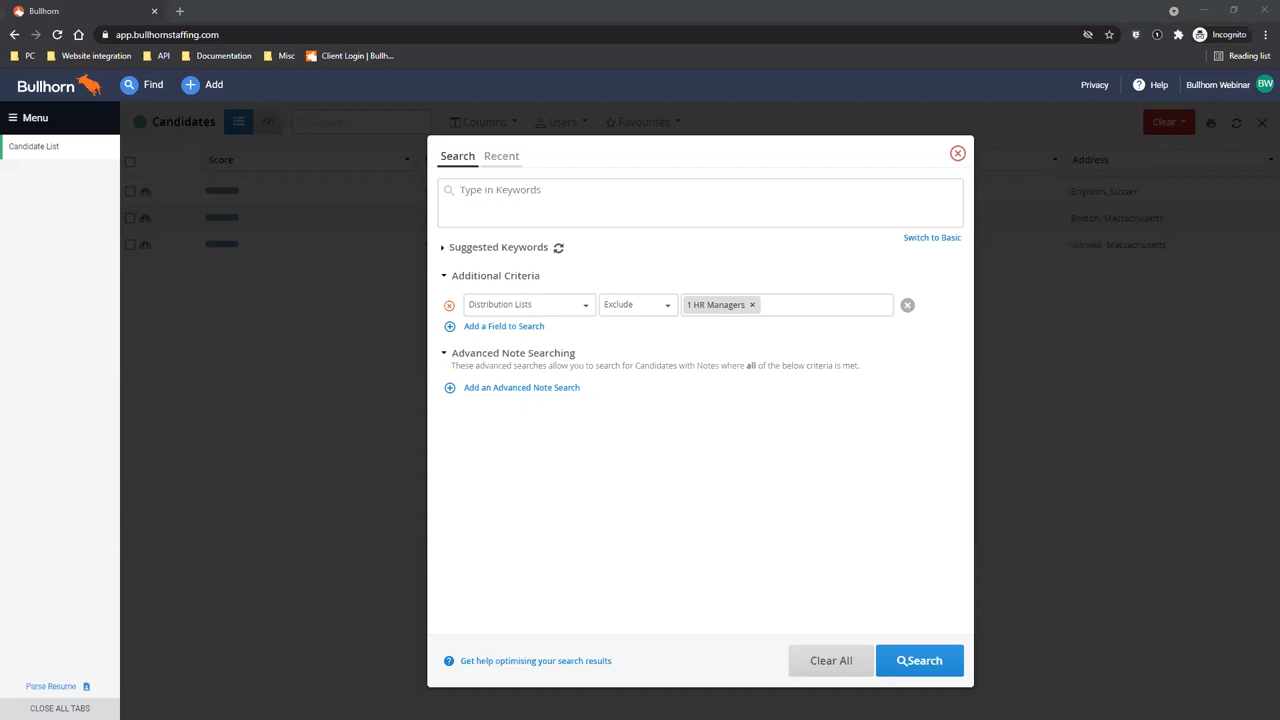 Bullhorn
app.bullhornstaffing.com
Incognito
PC
Integration
API
Documentation
Misc
Client Login | Bullh...
Reading list
Bullhorn
Find
Add
Privacy
Help
Bullhorn Webinar
BW
Menu
Candidates
Columns
Users
Favourites
Clear
Candidate List
Score
Address
Brighton, Sussex
Boston, Massachusetts
Norwell, Massachusetts
Search
Recent
Type in Keywords
Switch to Basic
Suggested Keywords
Additional Criteria
Distribution Lists
Exclude
1 HR Managers
Add a Field to Search
Advanced Note Searching
These advanced searches allow you to search for Candidates with Notes where all of the below criteria is met.
Add an Advanced Note Search
Get help optimising your search results
Clear All
Search
Parse Resume
CLOSE ALL TABS